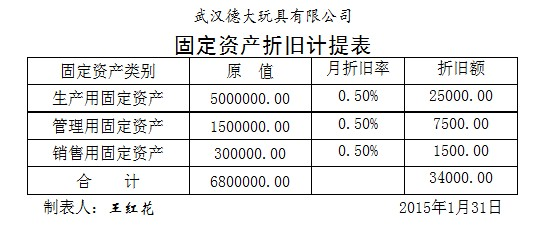 武汉德大玩具有限公司
固定资产折旧计提表
固定资产类别 原 值 月折旧率 折旧额
生产用固定资产 5000000.00 0.50% 25000.00
管理用固定资产 1500000.00 0.50% 7500.00
销售用固定资产 300000.00 0.50% 1500.00
合 计 6800000.00 34000.00
制表人：王红花 2015年1月31日